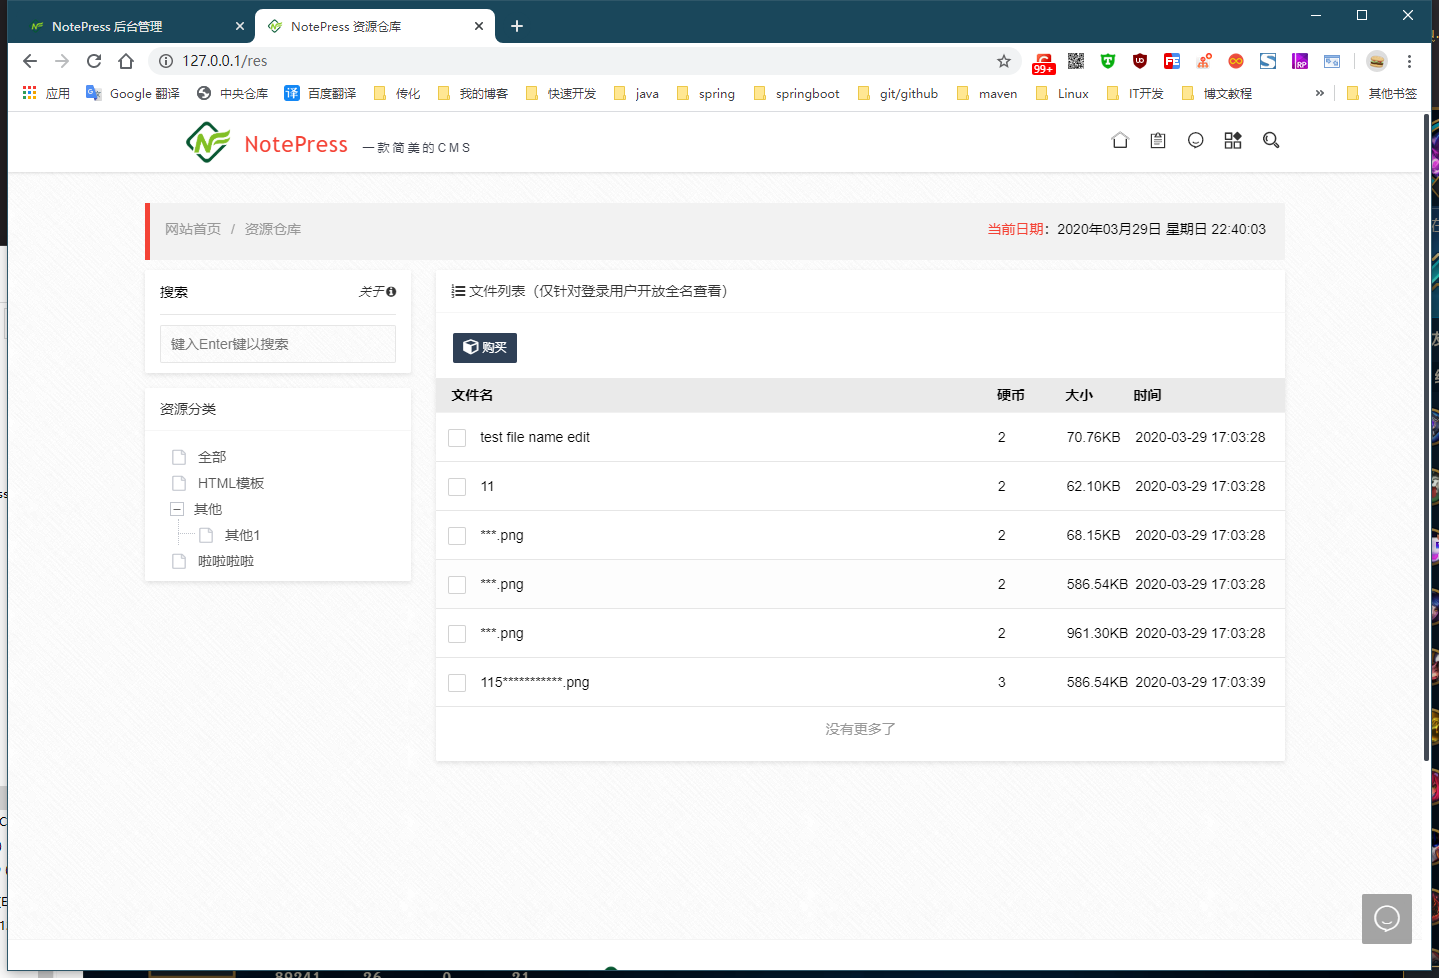 NotePress 后台管理
NotePress 资源仓库
127.0.0.1/res
99+
应用
Google 翻译
中央仓库
百度翻译
传化
我的博客
快速开发
java
spring
springboot
git/github
maven
Linux
IT开发
博文教程
»
其他书签
NotePress 一款简美的CMS
网站首页 / 资源仓库
当前日期：2020年03月29日 星期日 22:40:03
搜索
关于
键入Enter键以搜索
资源分类
全部
HTML模板
其他
其他1
啦啦啦啦
文件列表（仅针对登录用户开放全名查看）
购买
文件名 硬币 大小 时间
test file name edit 2 70.76KB 2020-03-29 17:03:28
11 2 62.10KB 2020-03-29 17:03:28
***.png 2 68.15KB 2020-03-29 17:03:28
***.png 2 586.54KB 2020-03-29 17:03:28
***.png 2 961.30KB 2020-03-29 17:03:28
115***********.png 3 586.54KB 2020-03-29 17:03:39
没有更多了